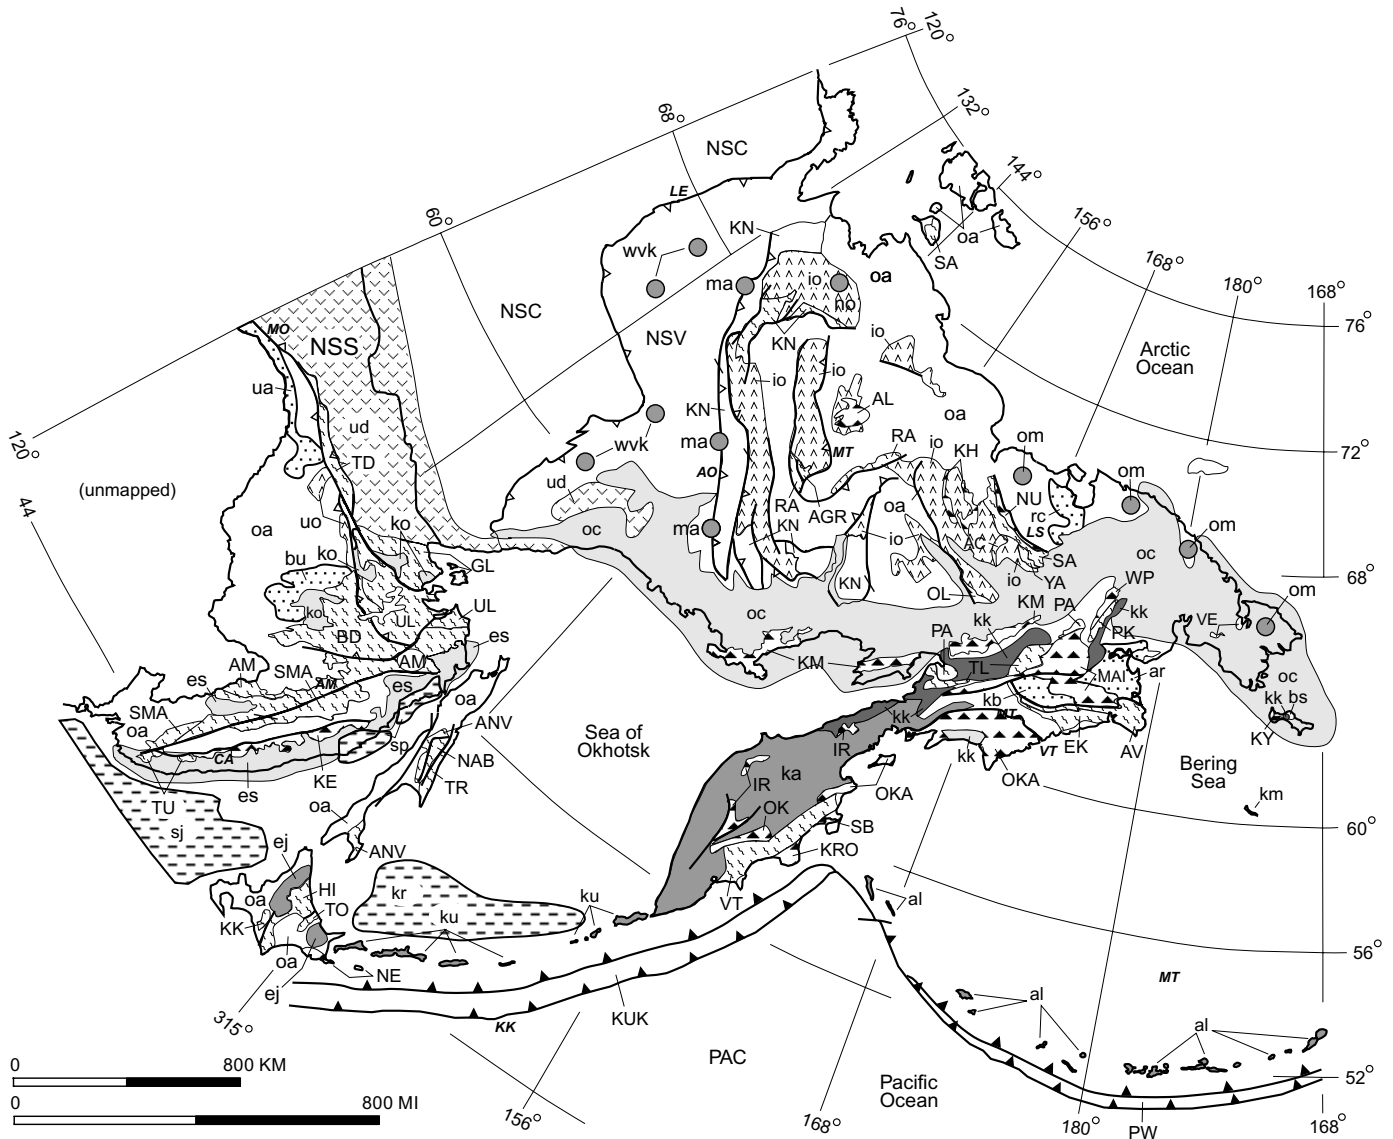 76°
120°
68°
132°
NSC
144°
LE
60°
156°
KN
wvk
oa
SA
168°
180°
168°
ma
io
oa
no
NSC
76°
MO
NSS
NSV
KN
io
Arctic
Ocean
ua
io
io
AL
KN
oa
120°
ud
wvk
ma
RA
io
KH
om
72°
TD
MT
AO
om
(unmapped)
ud
NU
44
RA
AGR
oa
rc
oa
uo
ko
oc
ma
KN
LS
om
io
oc
bu
ko
GL
SA
io
YA
WP
68°
KN
OL
om
ko
UL
KM
PA
kk
UL
oc
kk
VE
BD
es
PA
PK
AM
SMA
AM
KM
TL
es
AM
es
MAI
ar
oc
oa
kb
kk
bs
SMA
ANV
kk
MT
oa
sp
Sea of
Okhotsk
KY
CA
NAB
IR
kk
VT
EK
AV
Bering
Sea
KE
ka
TU
es
TR
IR
OKA
OKA
km
oa
OK
sj
SB
60°
ej
ANV
KRO
oa
HI
kr
ku
VT
al
KK
TO
ku
oa
56°
NE
MT
ej
al
315°
KK
KUK
al
0
800 KM
PAC
Pacific
Ocean
52°
0
800 MI
156°
168°
180°
PW
168°